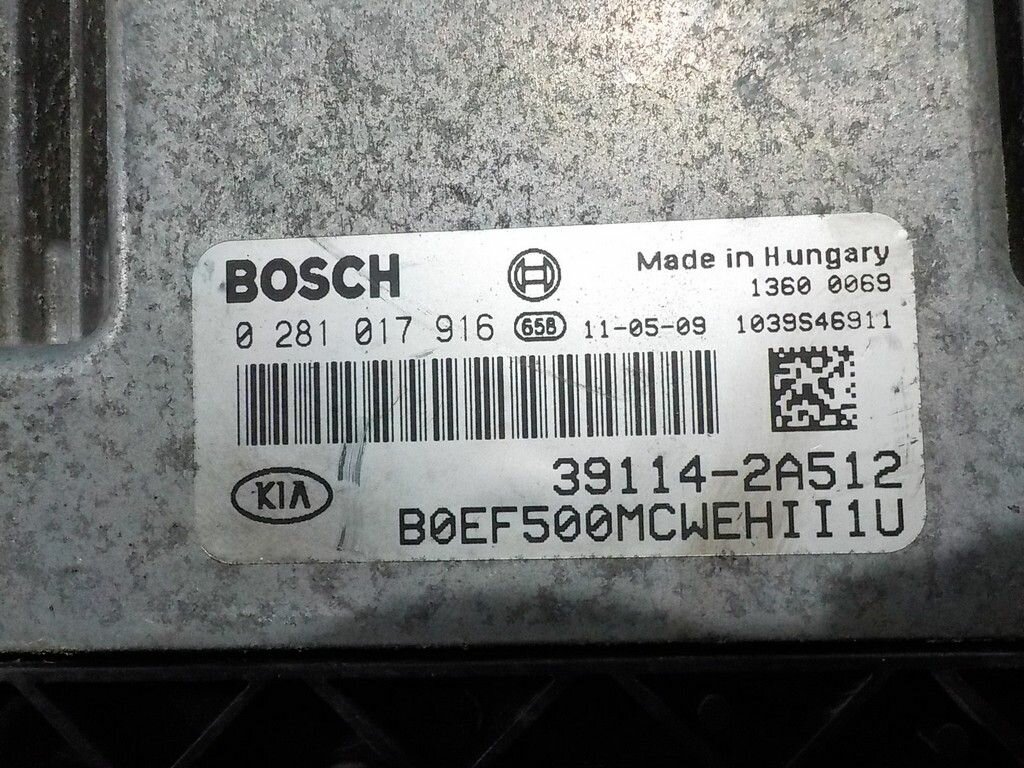 BOSCH
Made in Hungary
1360 0069
0 281 017 916 658 11-05-09 1039S46911
39114-2A512
KIA
B0EF500MCWEHII1U